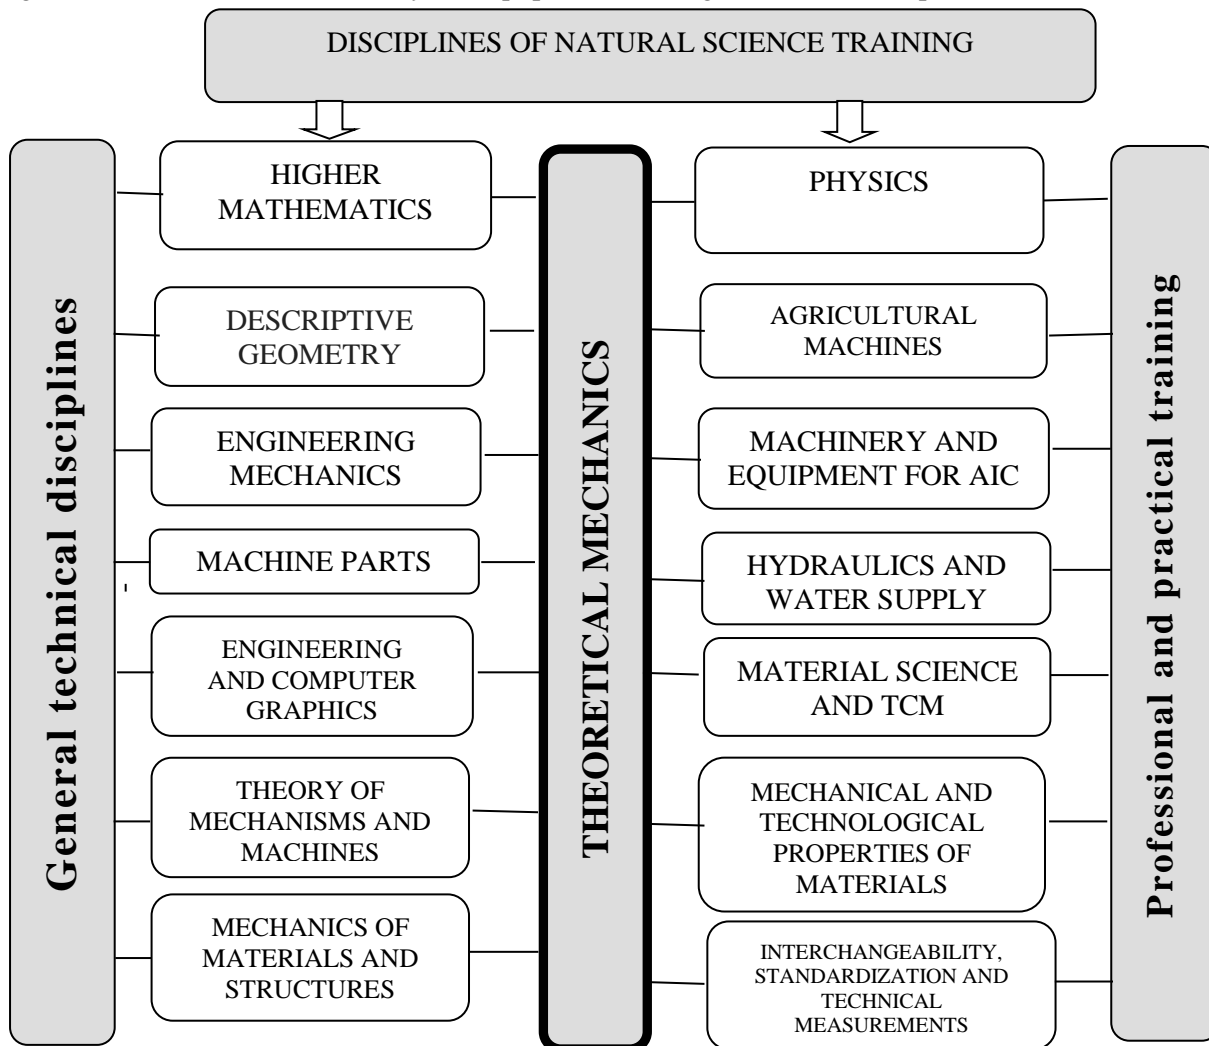 DISCIPLINES OF NATURAL SCIENCE TRAINING
General technical disciplines
HIGHER
MATHEMATICS
DESCRIPTIVE
GEOMETRY
ENGINEERING
MECHANICS
MACHINE PARTS
ENGINEERING
AND COMPUTER
GRAPHICS
THEORY OF
MECHANISMS AND
MACHINES
MECHANICS OF
MATERIALS AND
STRUCTURES
THEORETICAL MECHANICS
PHYSICS
AGRICULTURAL
MACHINES
MACHINERY AND
EQUIPMENT FOR AIC
HYDRAULICS AND
WATER SUPPLY
MATERIAL SCIENCE
AND TCM
MECHANICAL AND
TECHNOLOGICAL
PROPERTIES OF
MATERIALS
INTERCHANGEABILITY,
STANDARDIZATION AND
TECHNICAL
MEASUREMENTS
Professional and practical training